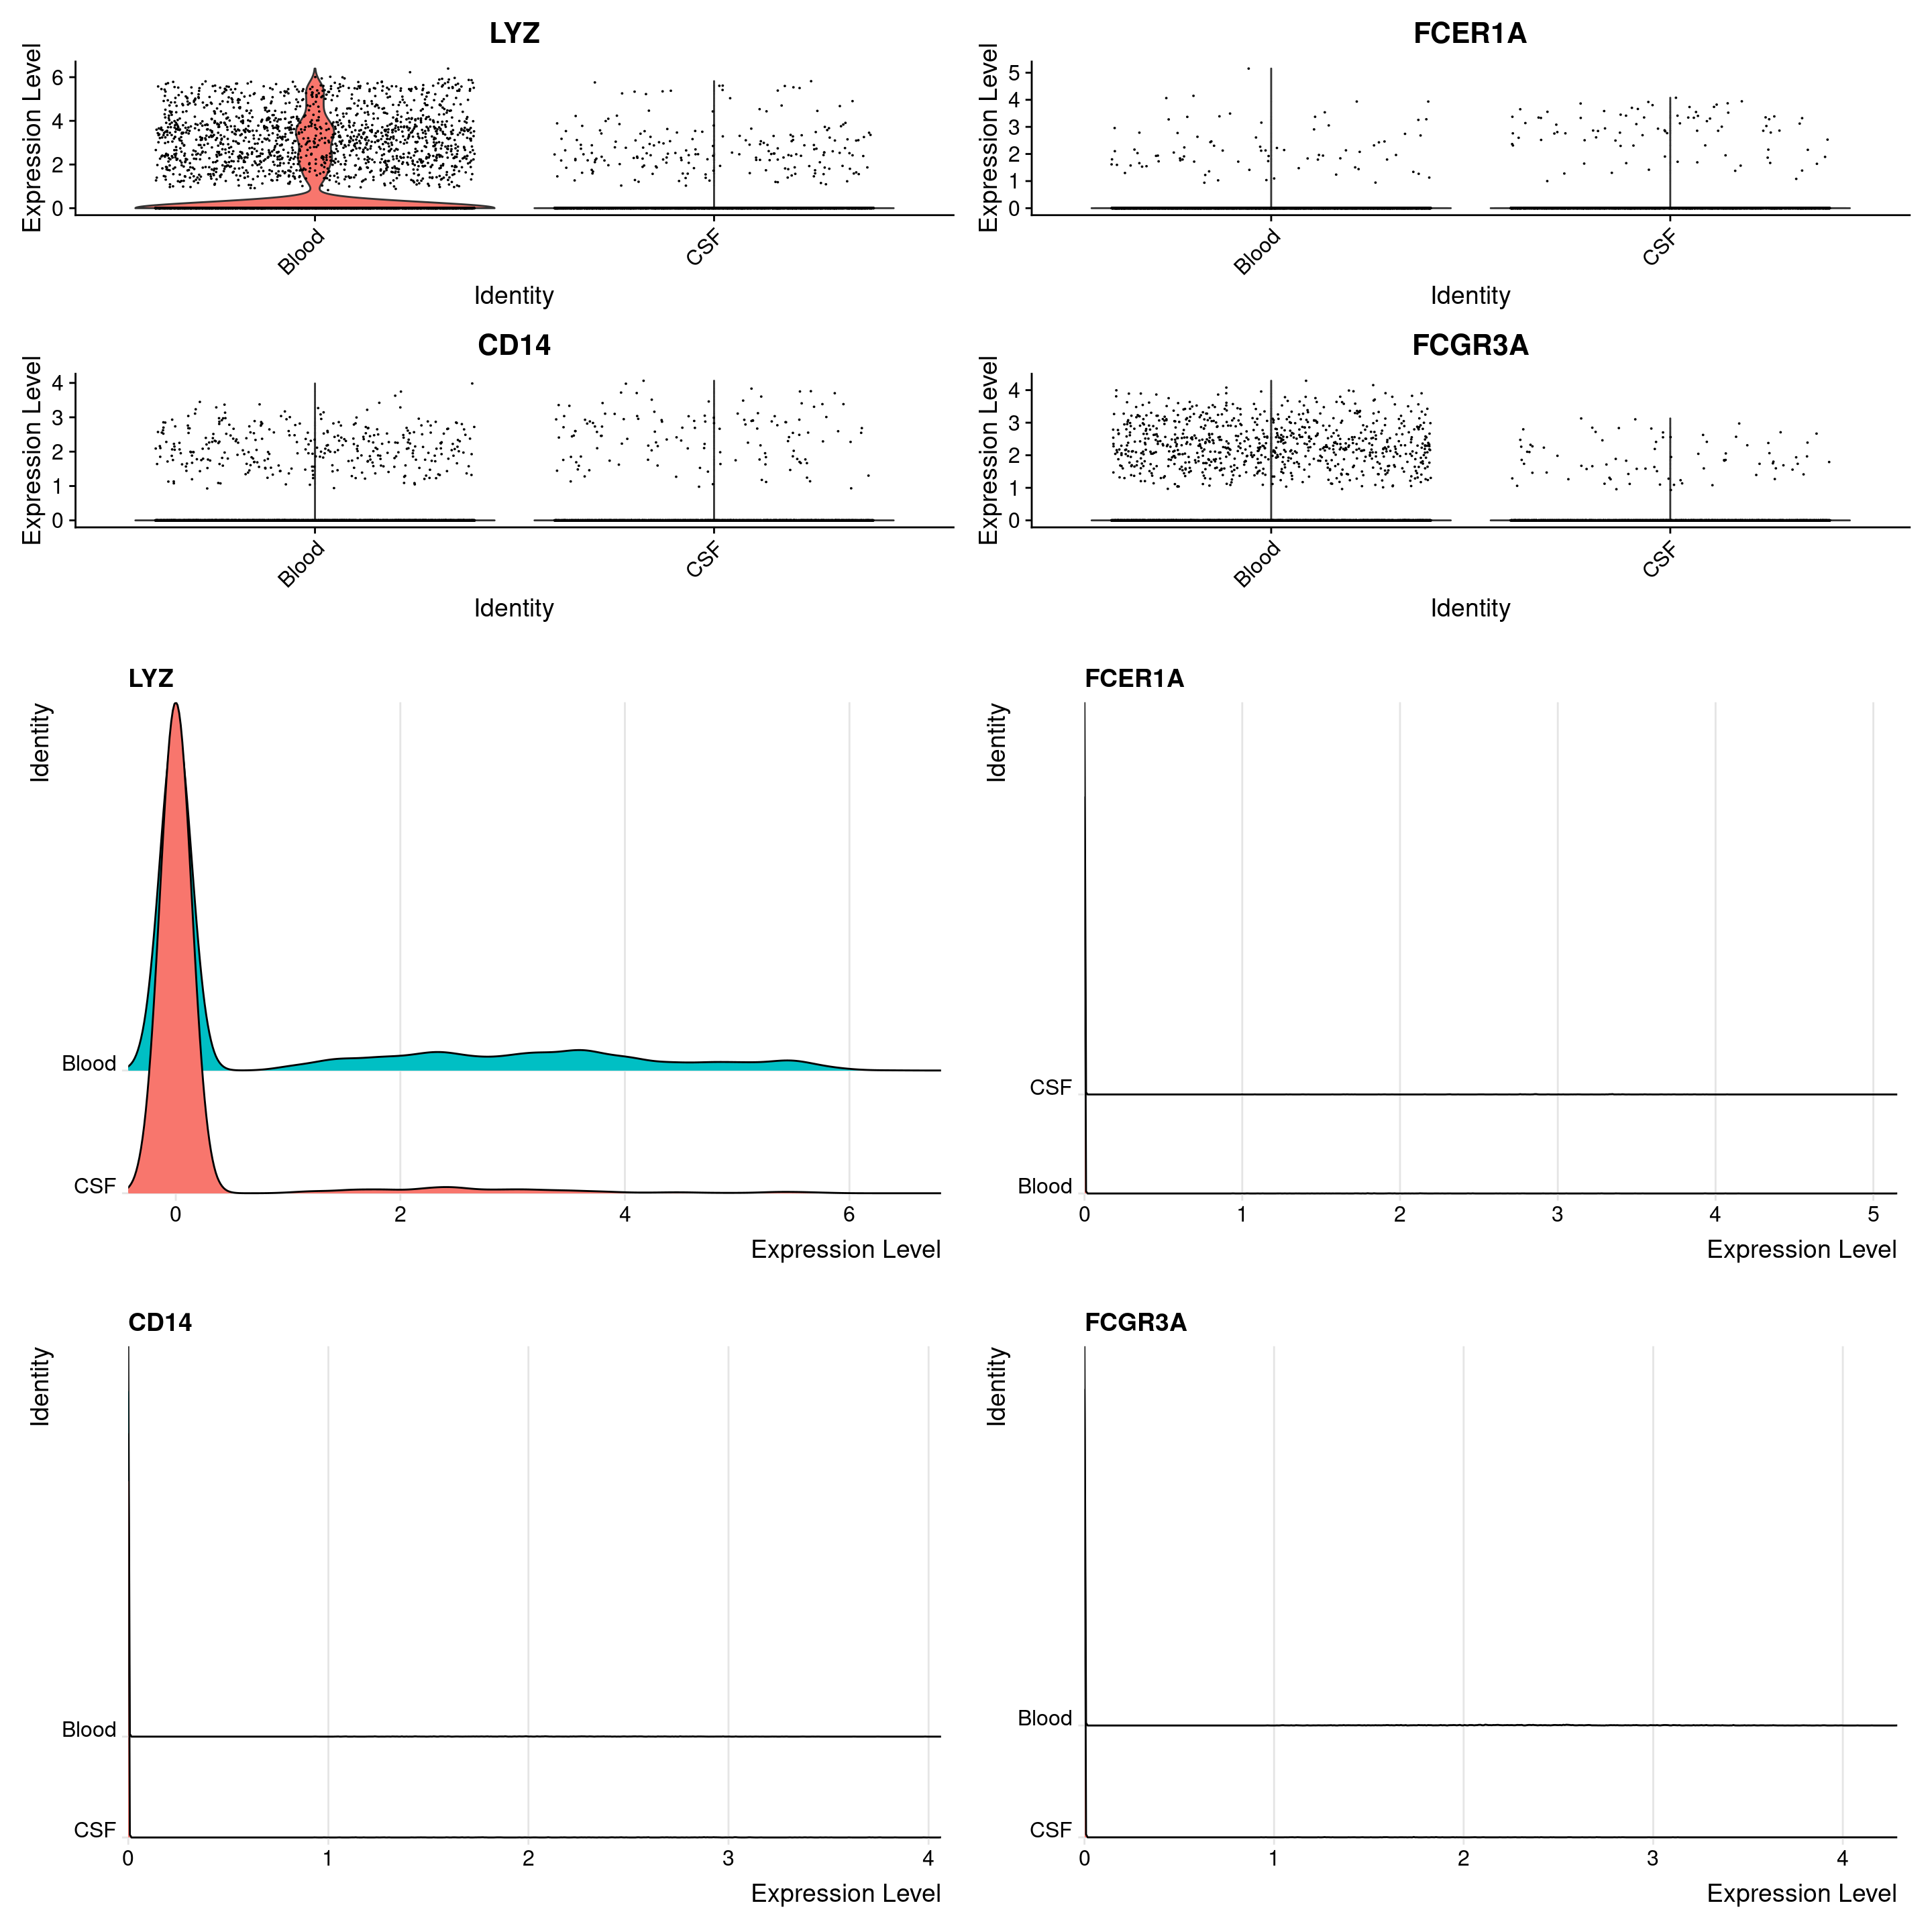 LYZ
Expression Level
6
4
2
0
Blood
CSF
Identity
FCER1A
Expression Level
5
4
3
2
1
0
Blood
CSF
Identity
CD14
Expression Level
4
3
2
1
0
Blood
CSF
Identity
FCGR3A
Expression Level
4
3
2
1
0
Blood
CSF
Identity
LYZ
Identity
Blood
CSF
0 2 4 6
Expression Level
FCER1A
Identity
CSF
Blood
0 1 2 3 4 5
Expression Level
CD14
Identity
Blood
CSF
0 1 2 3 4
Expression Level
FCGR3A
Identity
Blood
CSF
0 1 2 3 4
Expression Level